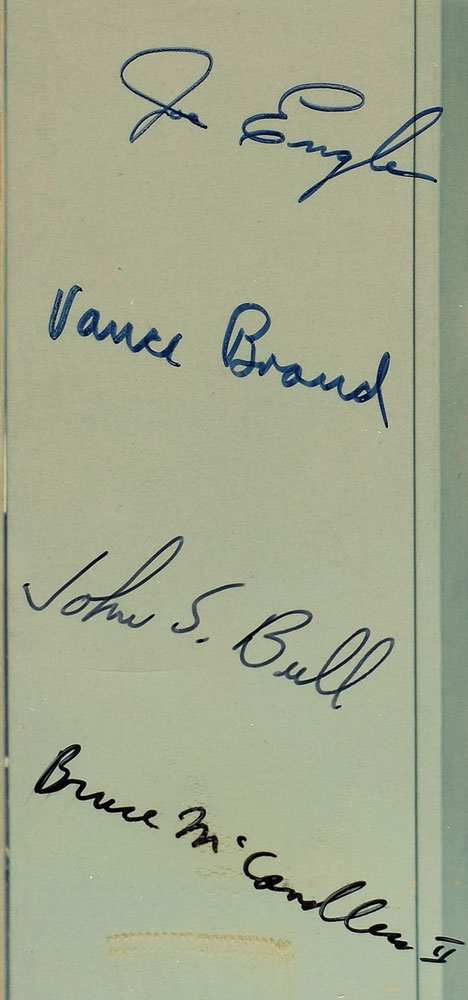 Joe Engle
Vance Brand
John S. Bull
Bruce McCandless II